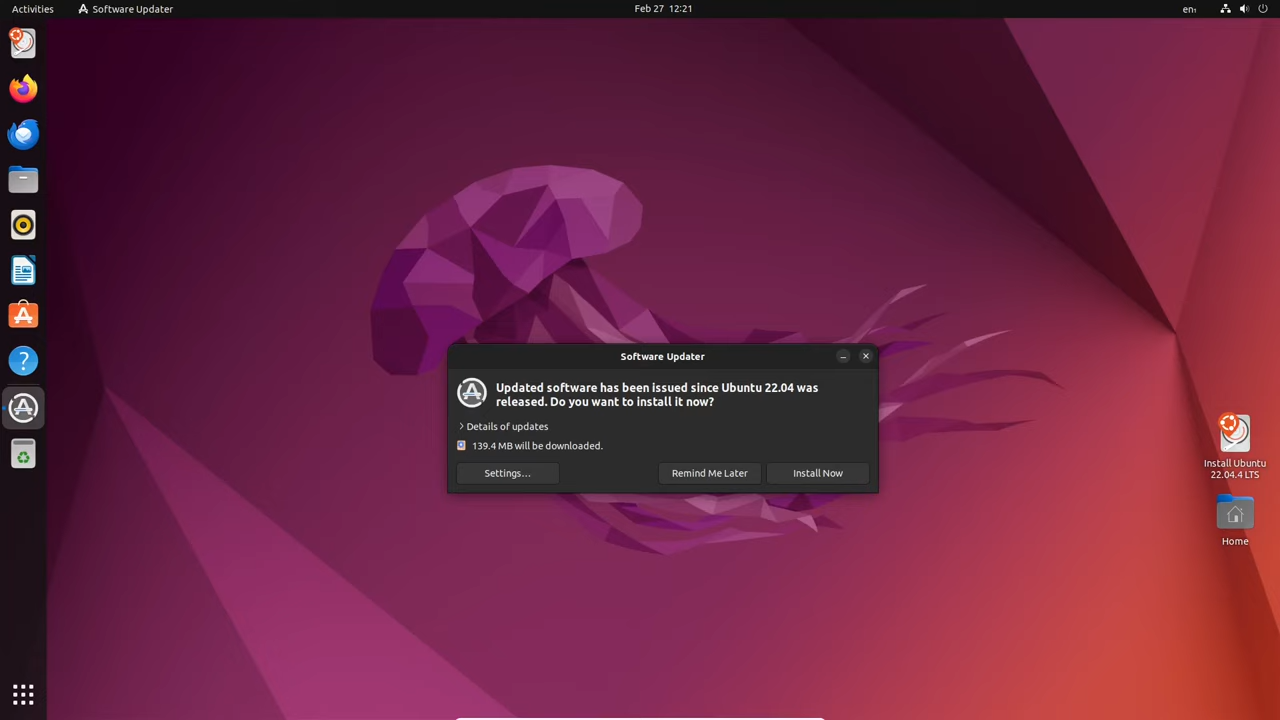 Activities
Software Updater
Feb 27 12:21
en₁
Software Updater
Updated software has been issued since Ubuntu 22.04 was
released. Do you want to install it now?
Details of updates
139.4 MB will be downloaded.
Settings…
Remind Me Later
Install Now
Install Ubuntu
22.04.4 LTS
Home